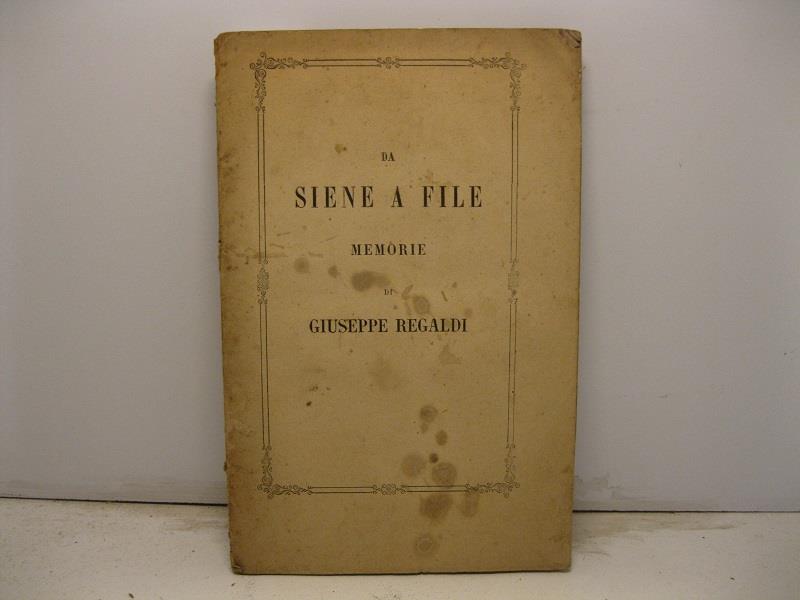 DA
SIENE A FILE
MEMORIE
DI
GIUSEPPE REGALDI